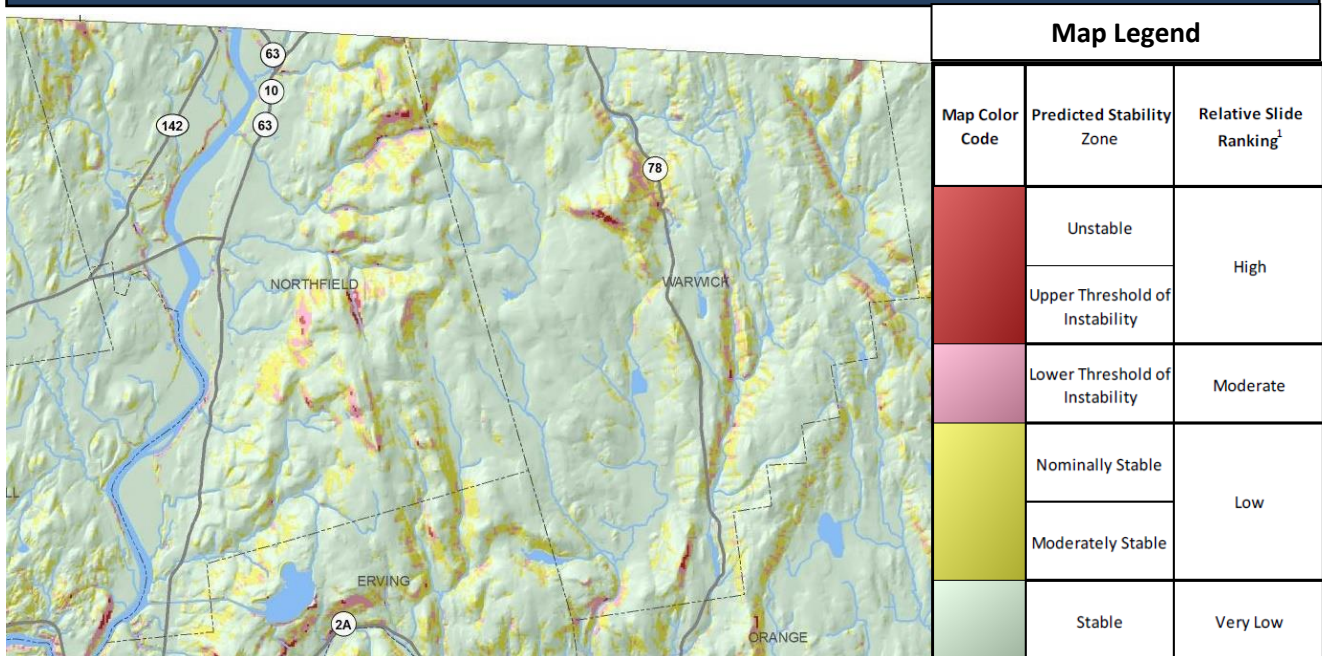 63
10
142
63
78
NORTHFIELD
WARWICK
LL
ERVING
2A
ORANGE
Map Legend
Map Color
Code
Predicted Stability
Zone
Relative Slide
Ranking1
Unstable
High
Upper Threshold of
Instability
Lower Threshold of
Instability
Moderate
Nominally Stable
Low
Moderately Stable
Stable
Very Low